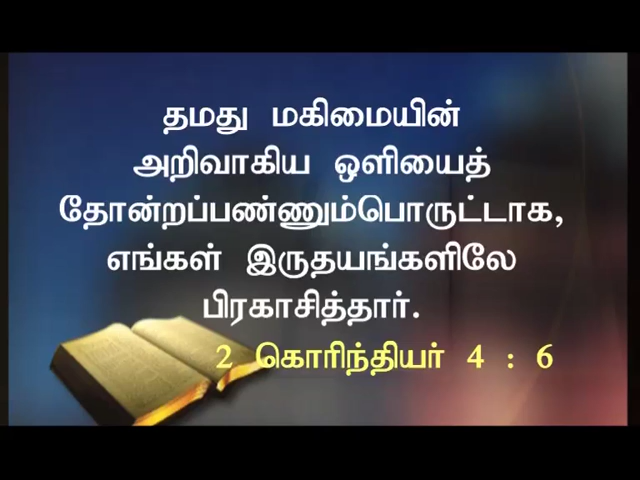 தமது மகிமையின்
அறிவாகிய ஒளியைத்
தோன்றப்பண்ணும்பொருட்டாக,
எங்கள் இருதயங்களிலே
பிரகாசித்தார்.
2 கொரிந்தியர் 4 : 6